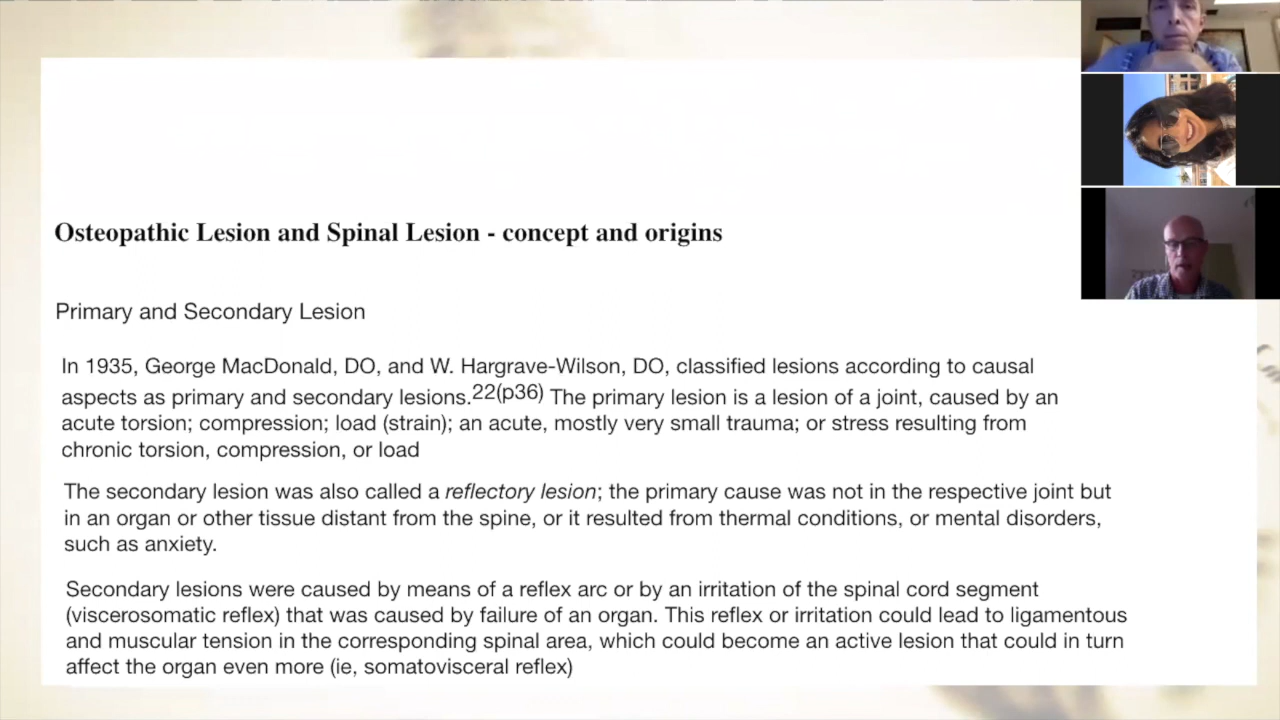 Osteopathic Lesion and Spinal Lesion - concept and origins
Primary and Secondary Lesion
In 1935, George MacDonald, DO, and W. Hargrave-Wilson, DO, classified lesions according to causal
aspects as primary and secondary lesions.22(p36) The primary lesion is a lesion of a joint, caused by an
acute torsion; compression; load (strain); an acute, mostly very small trauma; or stress resulting from
chronic torsion, compression, or load
The secondary lesion was also called a reflectory lesion; the primary cause was not in the respective joint but
in an organ or other tissue distant from the spine, or it resulted from thermal conditions, or mental disorders,
such as anxiety.
Secondary lesions were caused by means of a reflex arc or by an irritation of the spinal cord segment
(viscerosomatic reflex) that was caused by failure of an organ. This reflex or irritation could lead to ligamentous
and muscular tension in the corresponding spinal area, which could become an active lesion that could in turn
affect the organ even more (ie, somatovisceral reflex)